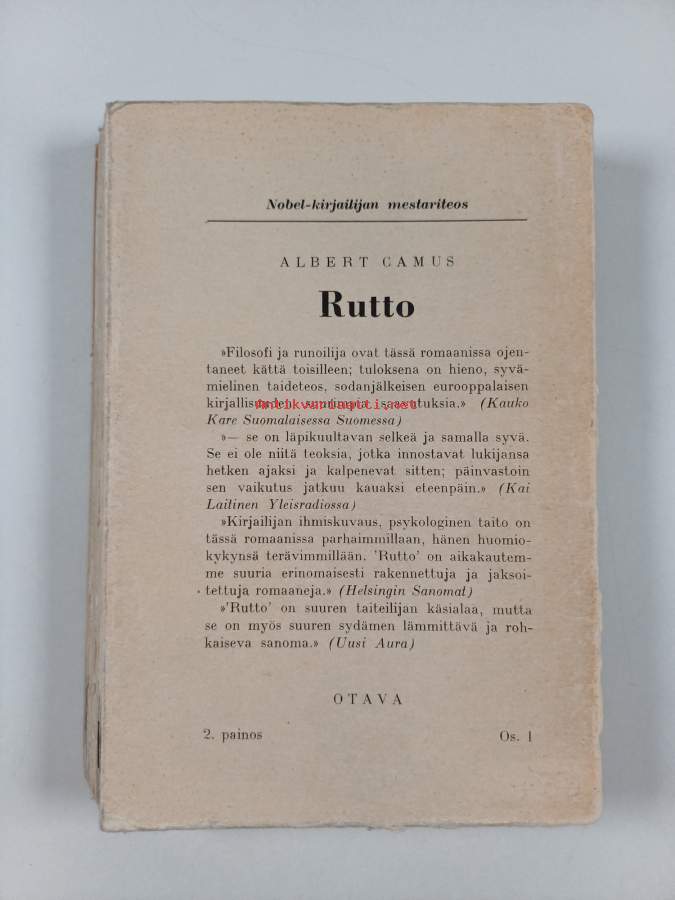 Nobel-kirjailijan mestariteos
ALBERT CAMUS
Rutto
»Filosofi ja runoilija ovat tässä romaanissa ojen-
taneet kättä toisilleen; tuloksena on hieno, syvä-
mielinen taideteos, sodanjälkeisen eurooppalaisen
kirjallisuuden suurimpia saavutuksia.» (Kauko
Antikvariaatti.net
Kare Suomalaisessa Suomessa)
»— se on läpikuultavan selkeä ja samalla syvä.
Se ei ole niitä teoksia, jotka innostavat lukijansa
hetken ajaksi ja kalpenevat sitten; päinvastoin
sen vaikutus jatkuu kauaksi eteenpäin.» (Kai
Laitinen Yleisradiossa)
»Kirjailijan ihmiskuvaus, psykologinen taito on
tässä romaanissa parhaimmillaan, hänen huomio-
kykynsä terävimmillään. 'Rutto' on aikakautem-
me suuria erinomaisesti rakennettuja ja jaksoi-
tettuja romaaneja.» (Helsingin Sanomat)
»'Rutto' on suuren taiteilijan käsialaa, mutta
se on myös suuren sydämen lämmittävä ja roh-
kaiseva sanoma.» (Uusi Aura)
OTAVA
2. painos
Os. 1